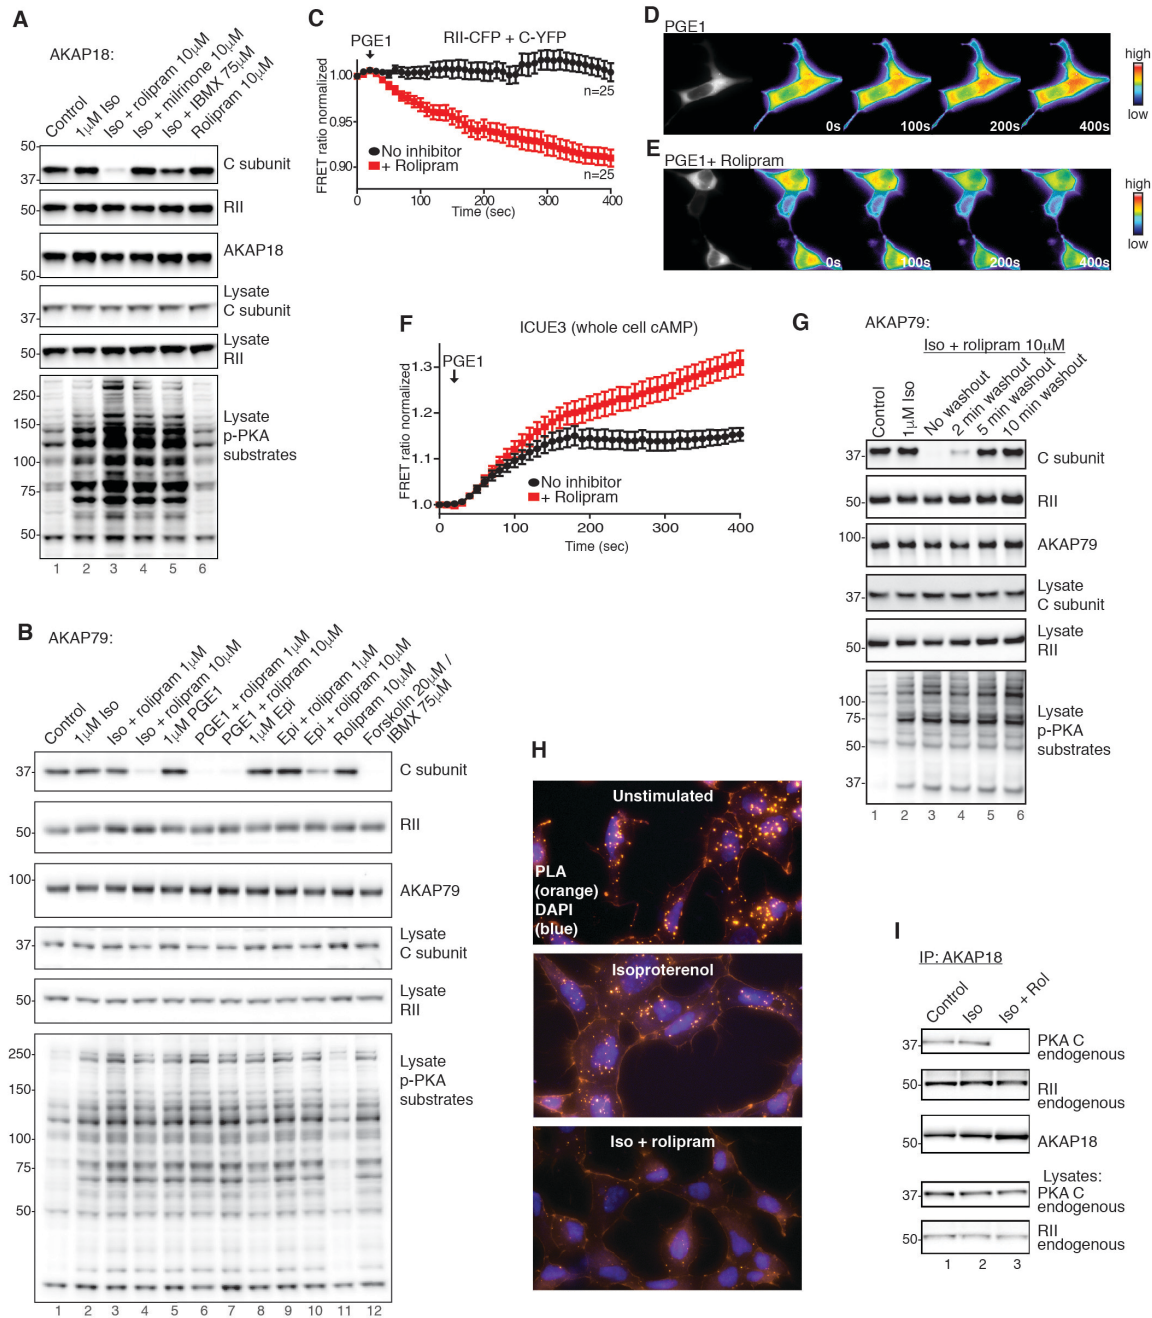 A
AKAP18:
Control
1μM Iso
Iso + rolipram 10μM
Iso + milrinone 10μM
Iso + IBMX 75μM
Rolipram 10μM
50
37
C subunit
50
RII
AKAP18
50
Lysate
C subunit
37
Lysate
RII
50
250
150
100
75
50
Lysate
p-PKA
substrates
1 2 3 4 5 6
B
AKAP79:
Control
1μM Iso
Iso + rolipram 1μM
Iso + rolipram 10μM
1μM PGE1
PGE1 + rolipram 1μM
PGE1 + rolipram 10μM
1μM Epi
Epi + rolipram 1μM
Epi + rolipram 10μM
Rolipram 10μM
Forskolin 20μM /
IBMX 75μM
37
C subunit
50
RII
100
AKAP79
37
Lysate
C subunit
50
Lysate
RII
250
150
100
75
50
Lysate
p-PKA
substrates
1 2 3 4 5 6 7 8 9 10 11 12
C
PGE1
RII-CFP + C-YFP
FRET ratio normalized
1.00
0.95
0.90
n=25
No inhibitor
+ Rolipram
n=25
0 100 200 300 400
Time (sec)
D
PGE1
0s 100s 200s 400s
high
low
E
PGE1+ Rolipram
0s 100s 200s 400s
high
low
F
ICUE3 (whole cell cAMP)
PGE1
FRET ratio normalized
1.3
1.2
1.1
1.0
No inhibitor
+ Rolipram
0 100 200 300 400
Time (sec)
G
AKAP79:
Iso + rolipram 10μM
Control
1μM Iso
No washout
2 min washout
5 min washout
10 min washout
37
C subunit
50
RII
100
AKAP79
37
Lysate
C subunit
50
Lysate
RII
100
75
50
37
Lysate
p-PKA
substrates
1 2 3 4 5 6
H
Unstimulated
PLA
(orange)
DAPI
(blue)
Isoproterenol
Iso + rolipram
I
IP: AKAP18
Control
Iso
Iso + Rol
37
PKA C
endogenous
50
RII
endogenous
50
AKAP18
Lysates:
37
PKA C
endogenous
50
RII
endogenous
1 2 3